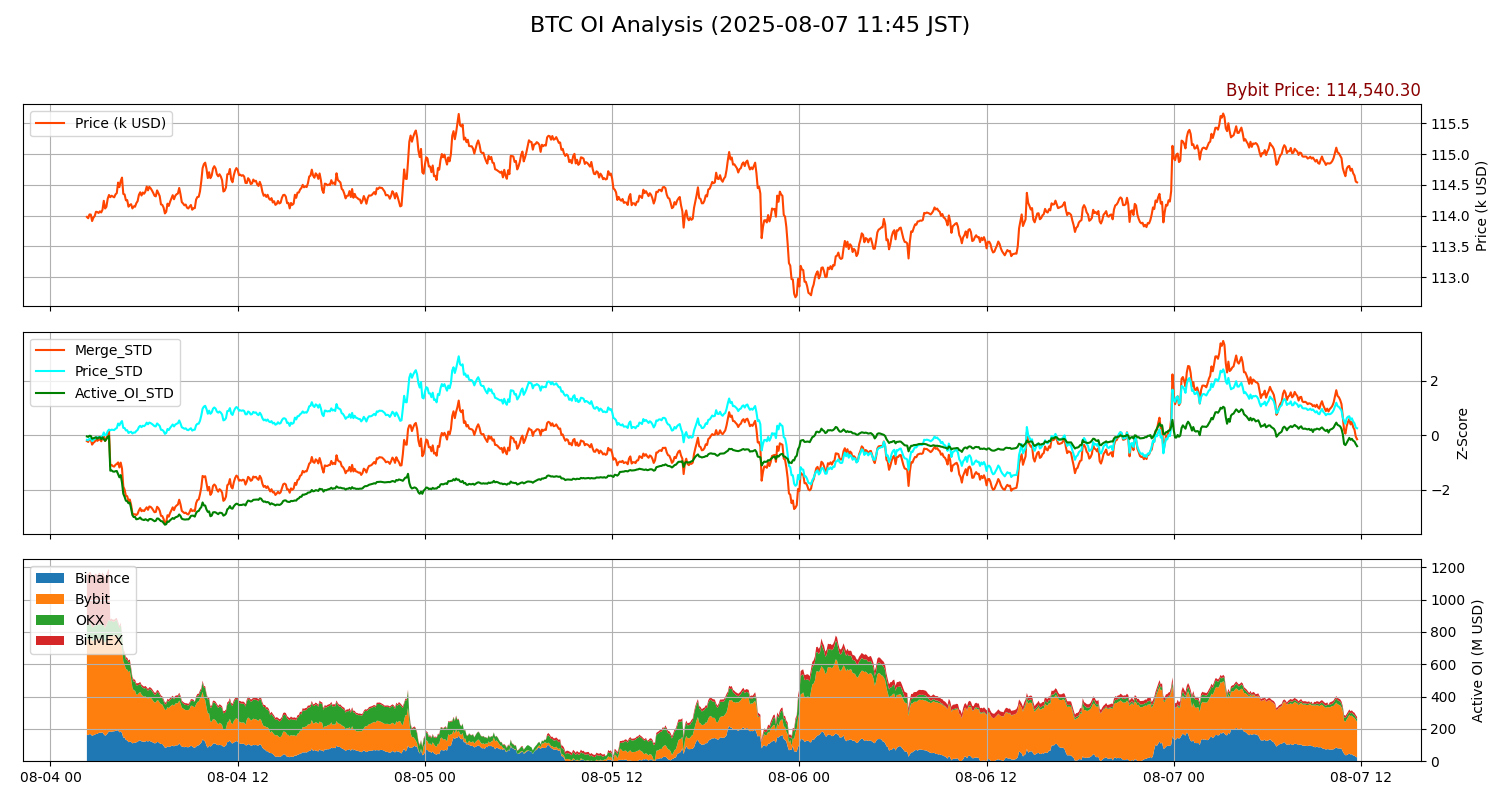 BTC OI Analysis (2025-08-07 11:45 JST)
Bybit Price: 114,540.30
Price (k USD)
115.5
115.0
114.5
114.0
113.5
113.0
Price (k USD)
Merge_STD
Price_STD
Active_OI_STD
2
0
−2
Z-Score
Binance
Bybit
OKX
BitMEX
1200
1000
800
600
400
200
0
Active OI (M USD)
08-04 00
08-04 12
08-05 00
08-05 12
08-06 00
08-06 12
08-07 00
08-07 12